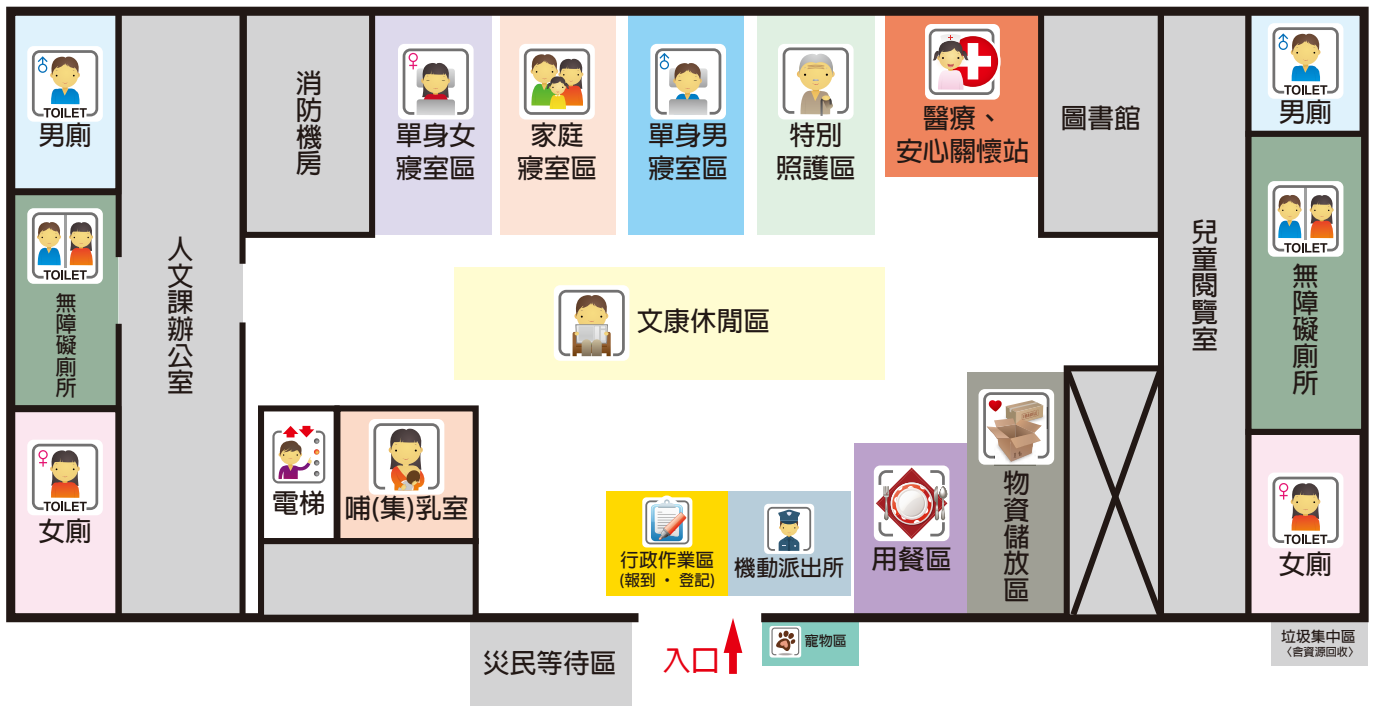 ♂
TOILET
男廁
消防機房
♀
單身女
寢室區
家庭
寢室區
♂
單身男
寢室區
特別
照護區
醫療、
安心關懷站
圖書館
♂
TOILET
男廁
TOILET
無障礙廁所
人文課辦公室
文康休閒區
兒童閱覽室
TOILET
無障礙廁所
♀
TOILET
女廁
電梯
哺(集)乳室
行政作業區
(報到 · 登記)
機動派出所
用餐區
物資儲放區
♀
TOILET
女廁
災民等待區
入口
寵物區
垃圾集中區
〈含資源回收〉